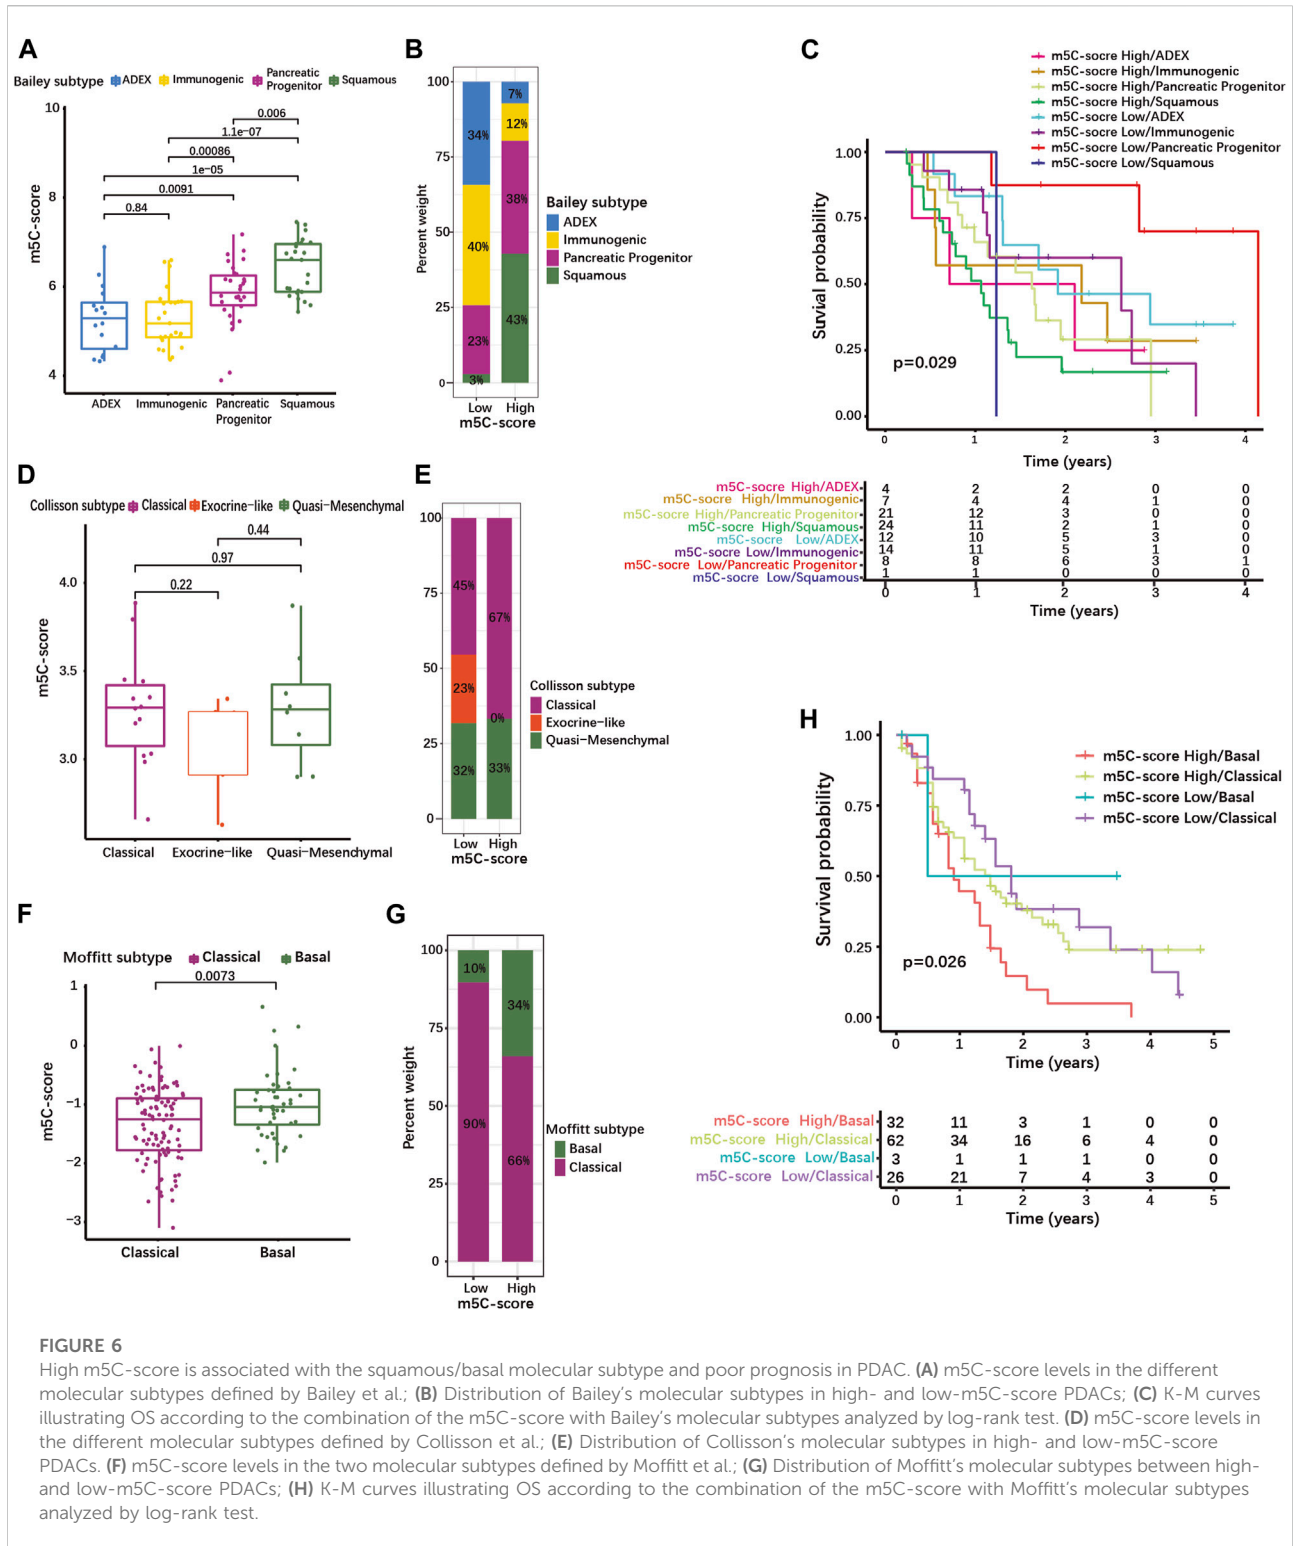 A
Bailey subtype ADEX Immunogenic Pancreatic Progenitor Squamous
m5C-score
10
8
6
4
0.006
1.1e-07
0.00086
1e-05
0.0091
0.84
ADEX Immunogenic Pancreatic Progenitor Squamous
B
Percent weight
100
75
50
25
0
34%
40%
23%
3%
7%
12%
38%
43%
Low High
m5C-score
Bailey subtype
ADEX
Immunogenic
Pancreatic Progenitor
Squamous
C
m5C-socre High/ADEX
m5C-socre High/Immunogenic
m5C-socre High/Pancreatic Progenitor
m5C-socre High/Squamous
m5C-socre Low/ADEX
m5C-socre Low/Immunogenic
m5C-socre Low/Pancreatic Progenitor
m5C-socre Low/Squamous
Survival probability
1.00
0.75
0.50
0.25
0.00
p=0.029
0 1 2 3 4
Time (years)
m5C-socre High/ADEX 4 2 2 0 0
m5C-socre High/Immunogenic 7 4 4 1 0
m5C-socre High/Pancreatic Progenitor 21 12 3 0 0
m5C-socre High/Squamous 24 11 2 1 0
m5C-socre Low/ADEX 12 10 5 3 0
m5C-socre Low/Immunogenic 14 11 5 1 0
m5C-socre Low/Pancreatic Progenitor 8 8 6 3 1
m5C-socre Low/Squamous 1 1 0 0 0
0 1 2 3 4
Time (years)
D
Collisson subtype Classical Exocrine-like Quasi-Mesenchymal
m5C-score
4.0
3.5
3.0
0.44
0.97
0.22
Classical Exocrine-like Quasi-Mesenchymal
E
100
75
50
25
0
45%
23%
32%
67%
0%
33%
Low High
m5C-score
Collisson subtype
Classical
Exocrine-like
Quasi-Mesenchymal
F
Moffitt subtype Classical Basal
m5C-score
1
0
-1
-2
-3
0.0073
Classical Basal
G
Percent weight
100
75
50
25
0
10%
90%
34%
66%
Low High
m5C-score
Moffitt subtype
Basal
Classical
H
m5C-score High/Basal
m5C-score High/Classical
m5C-score Low/Basal
m5C-score Low/Classical
Survival probability
1.00
0.75
0.50
0.25
0.00
p=0.026
0 1 2 3 4 5
Time (years)
m5C-score High/Basal 32 11 3 1 0 0
m5C-score High/Classical 62 34 16 6 4 0
m5C-score Low/Basal 3 1 1 1 0 0
m5C-score Low/Classical 26 21 7 4 3 0
0 1 2 3 4 5
Time (years)
FIGURE 6
High m5C-score is associated with the squamous/basal molecular subtype and poor prognosis in PDAC. (A) m5C-score levels in the different
molecular subtypes defined by Bailey et al.; (B) Distribution of Bailey's molecular subtypes in high- and low-m5C-score PDACs; (C) K-M curves
illustrating OS according to the combination of the m5C-score with Bailey's molecular subtypes analyzed by log-rank test. (D) m5C-score levels in
the different molecular subtypes defined by Collisson et al.; (E) Distribution of Collisson's molecular subtypes in high- and low-m5C-score
PDACs. (F) m5C-score levels in the two molecular subtypes defined by Moffitt et al.; (G) Distribution of Moffitt's molecular subtypes between high-
and low-m5C-score PDACs; (H) K-M curves illustrating OS according to the combination of the m5C-score with Moffitt's molecular subtypes
analyzed by log-rank test.